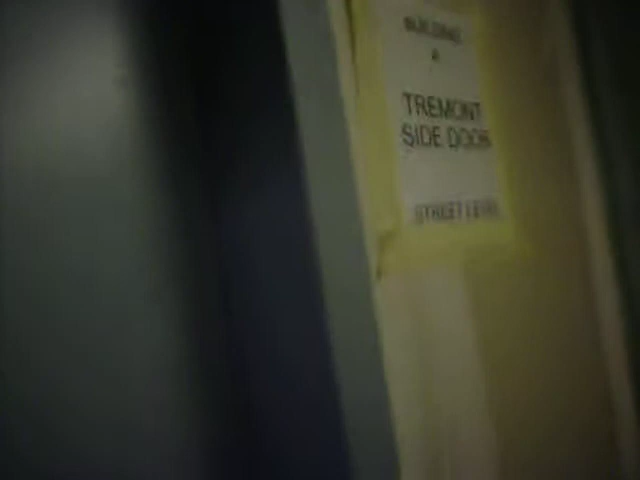 BUILDING
A
TREMONT
SIDE DOOR
STREET LEVEL